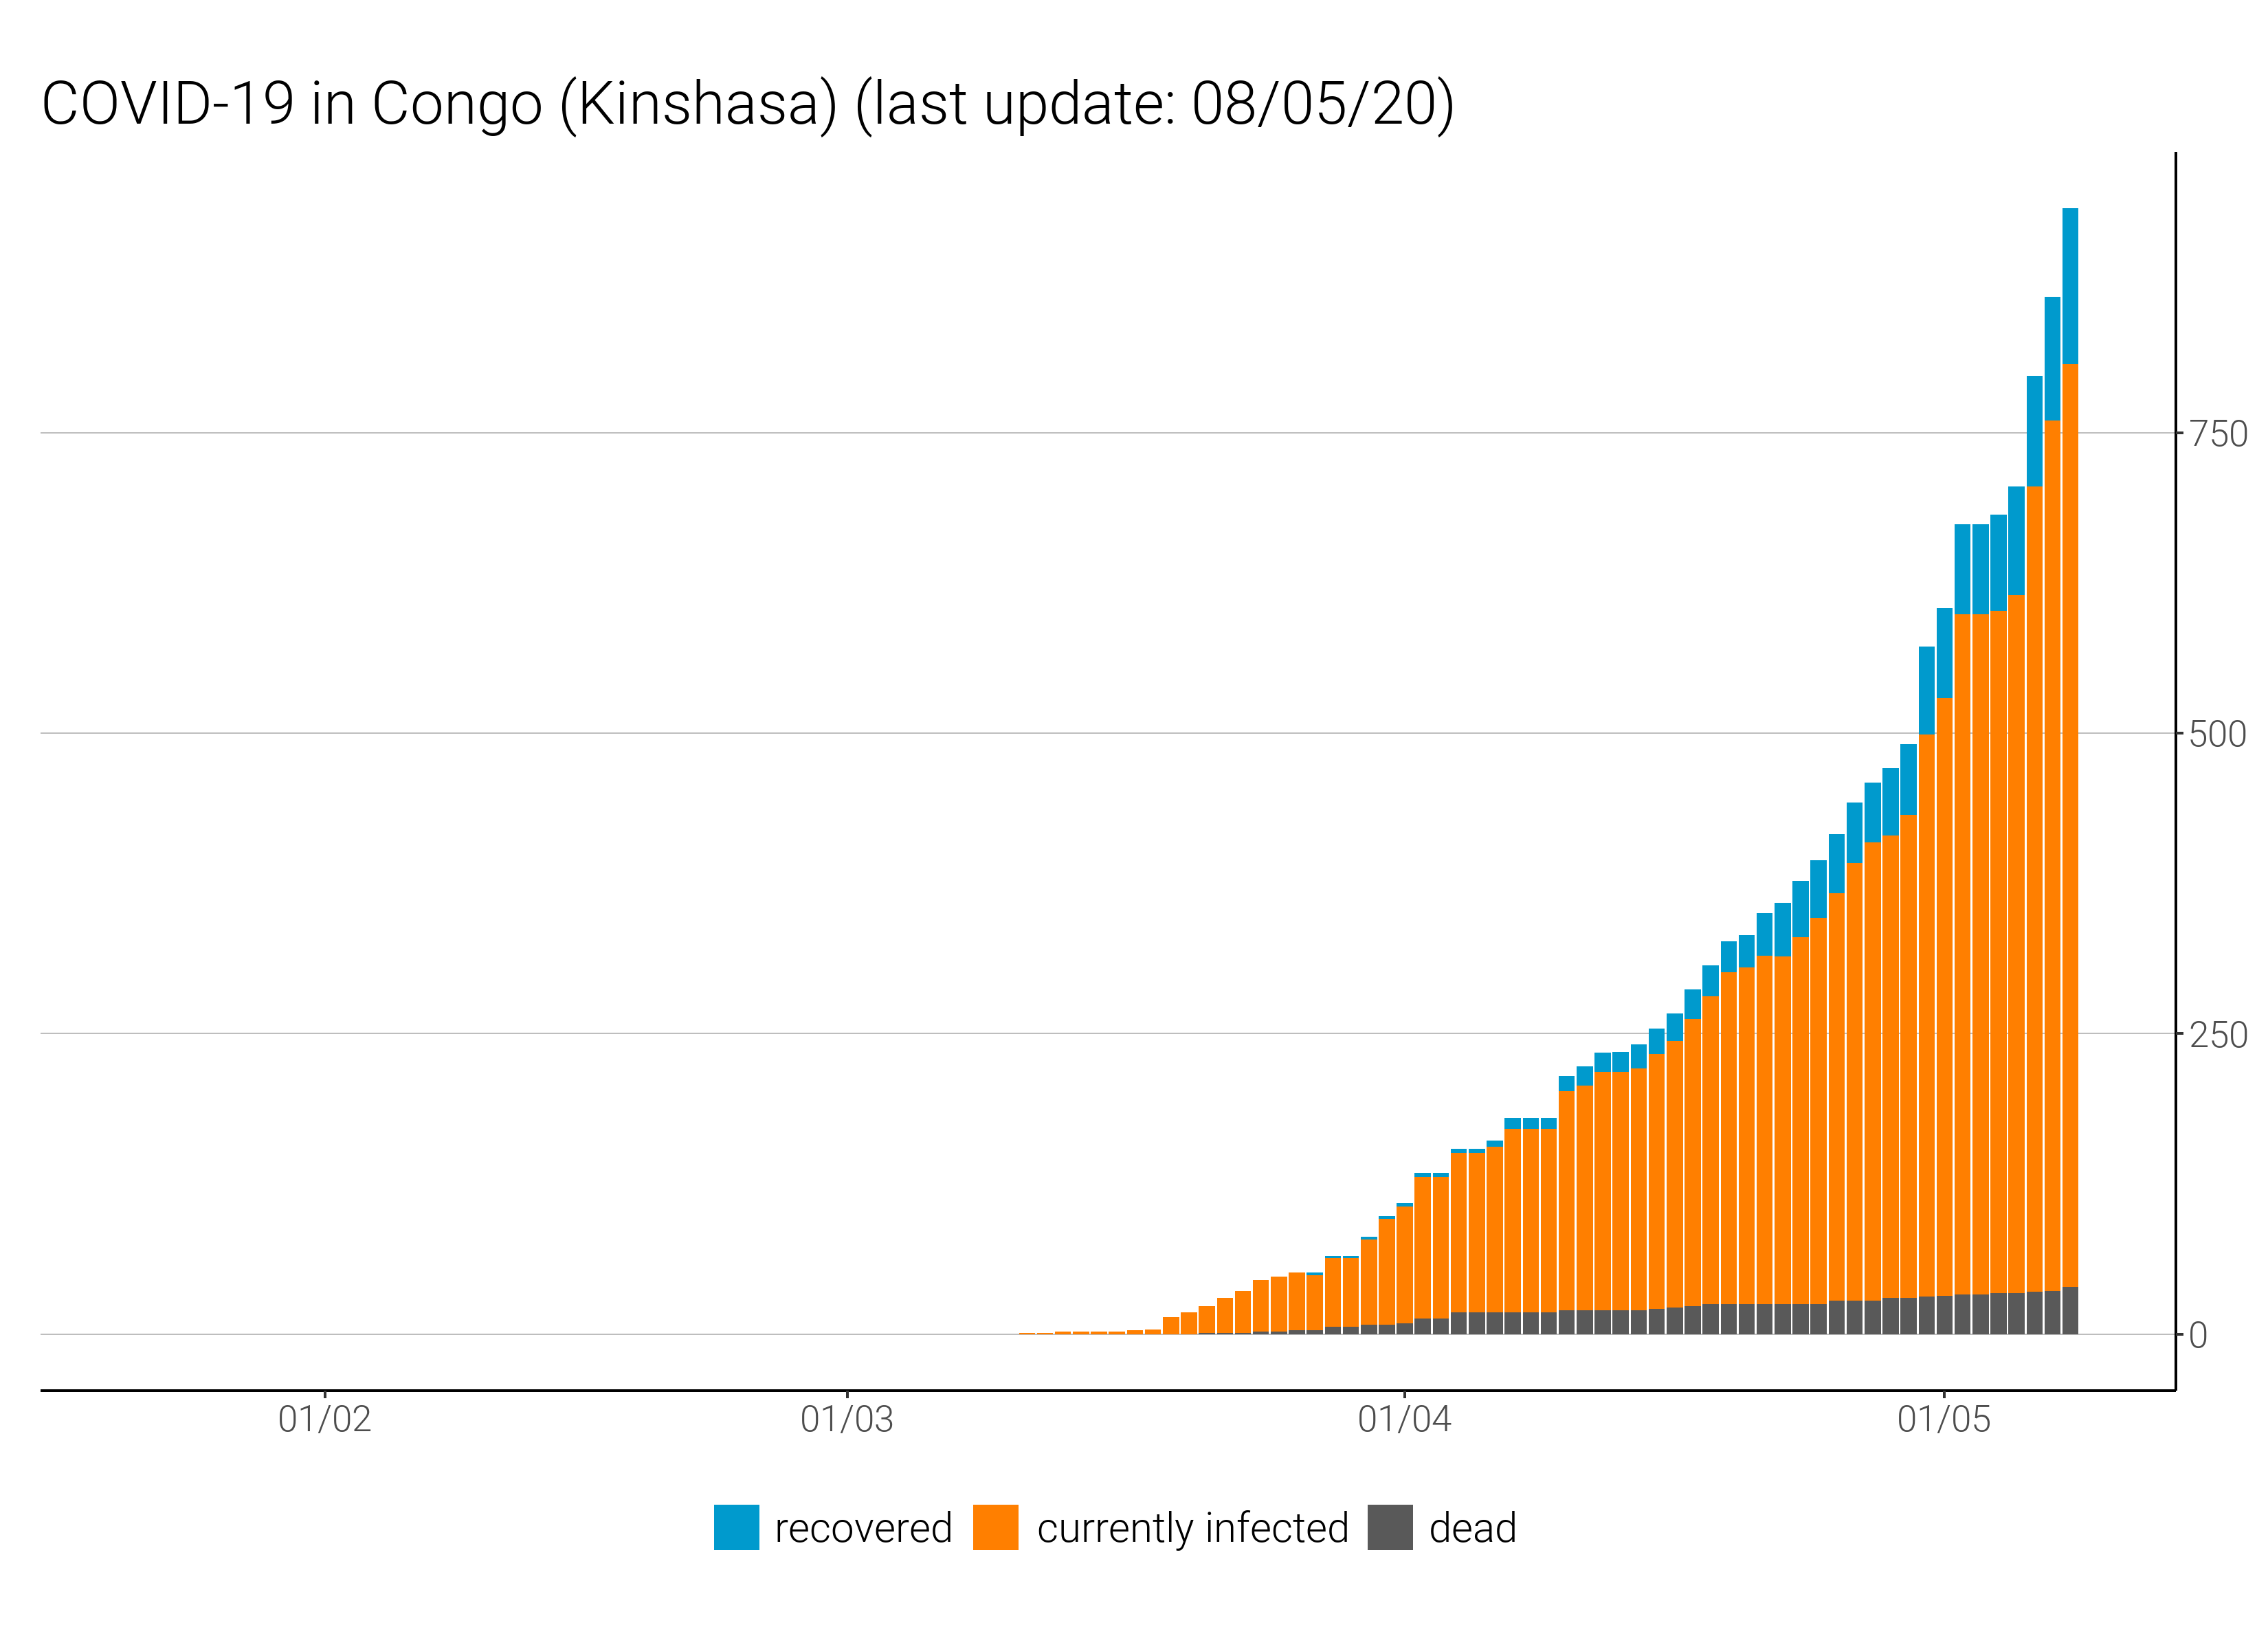 COVID-19 in Congo (Kinshasa) (last update: 08/05/20)
750
500
250
0
01/02 01/03 01/04 01/05
recovered currently infected dead